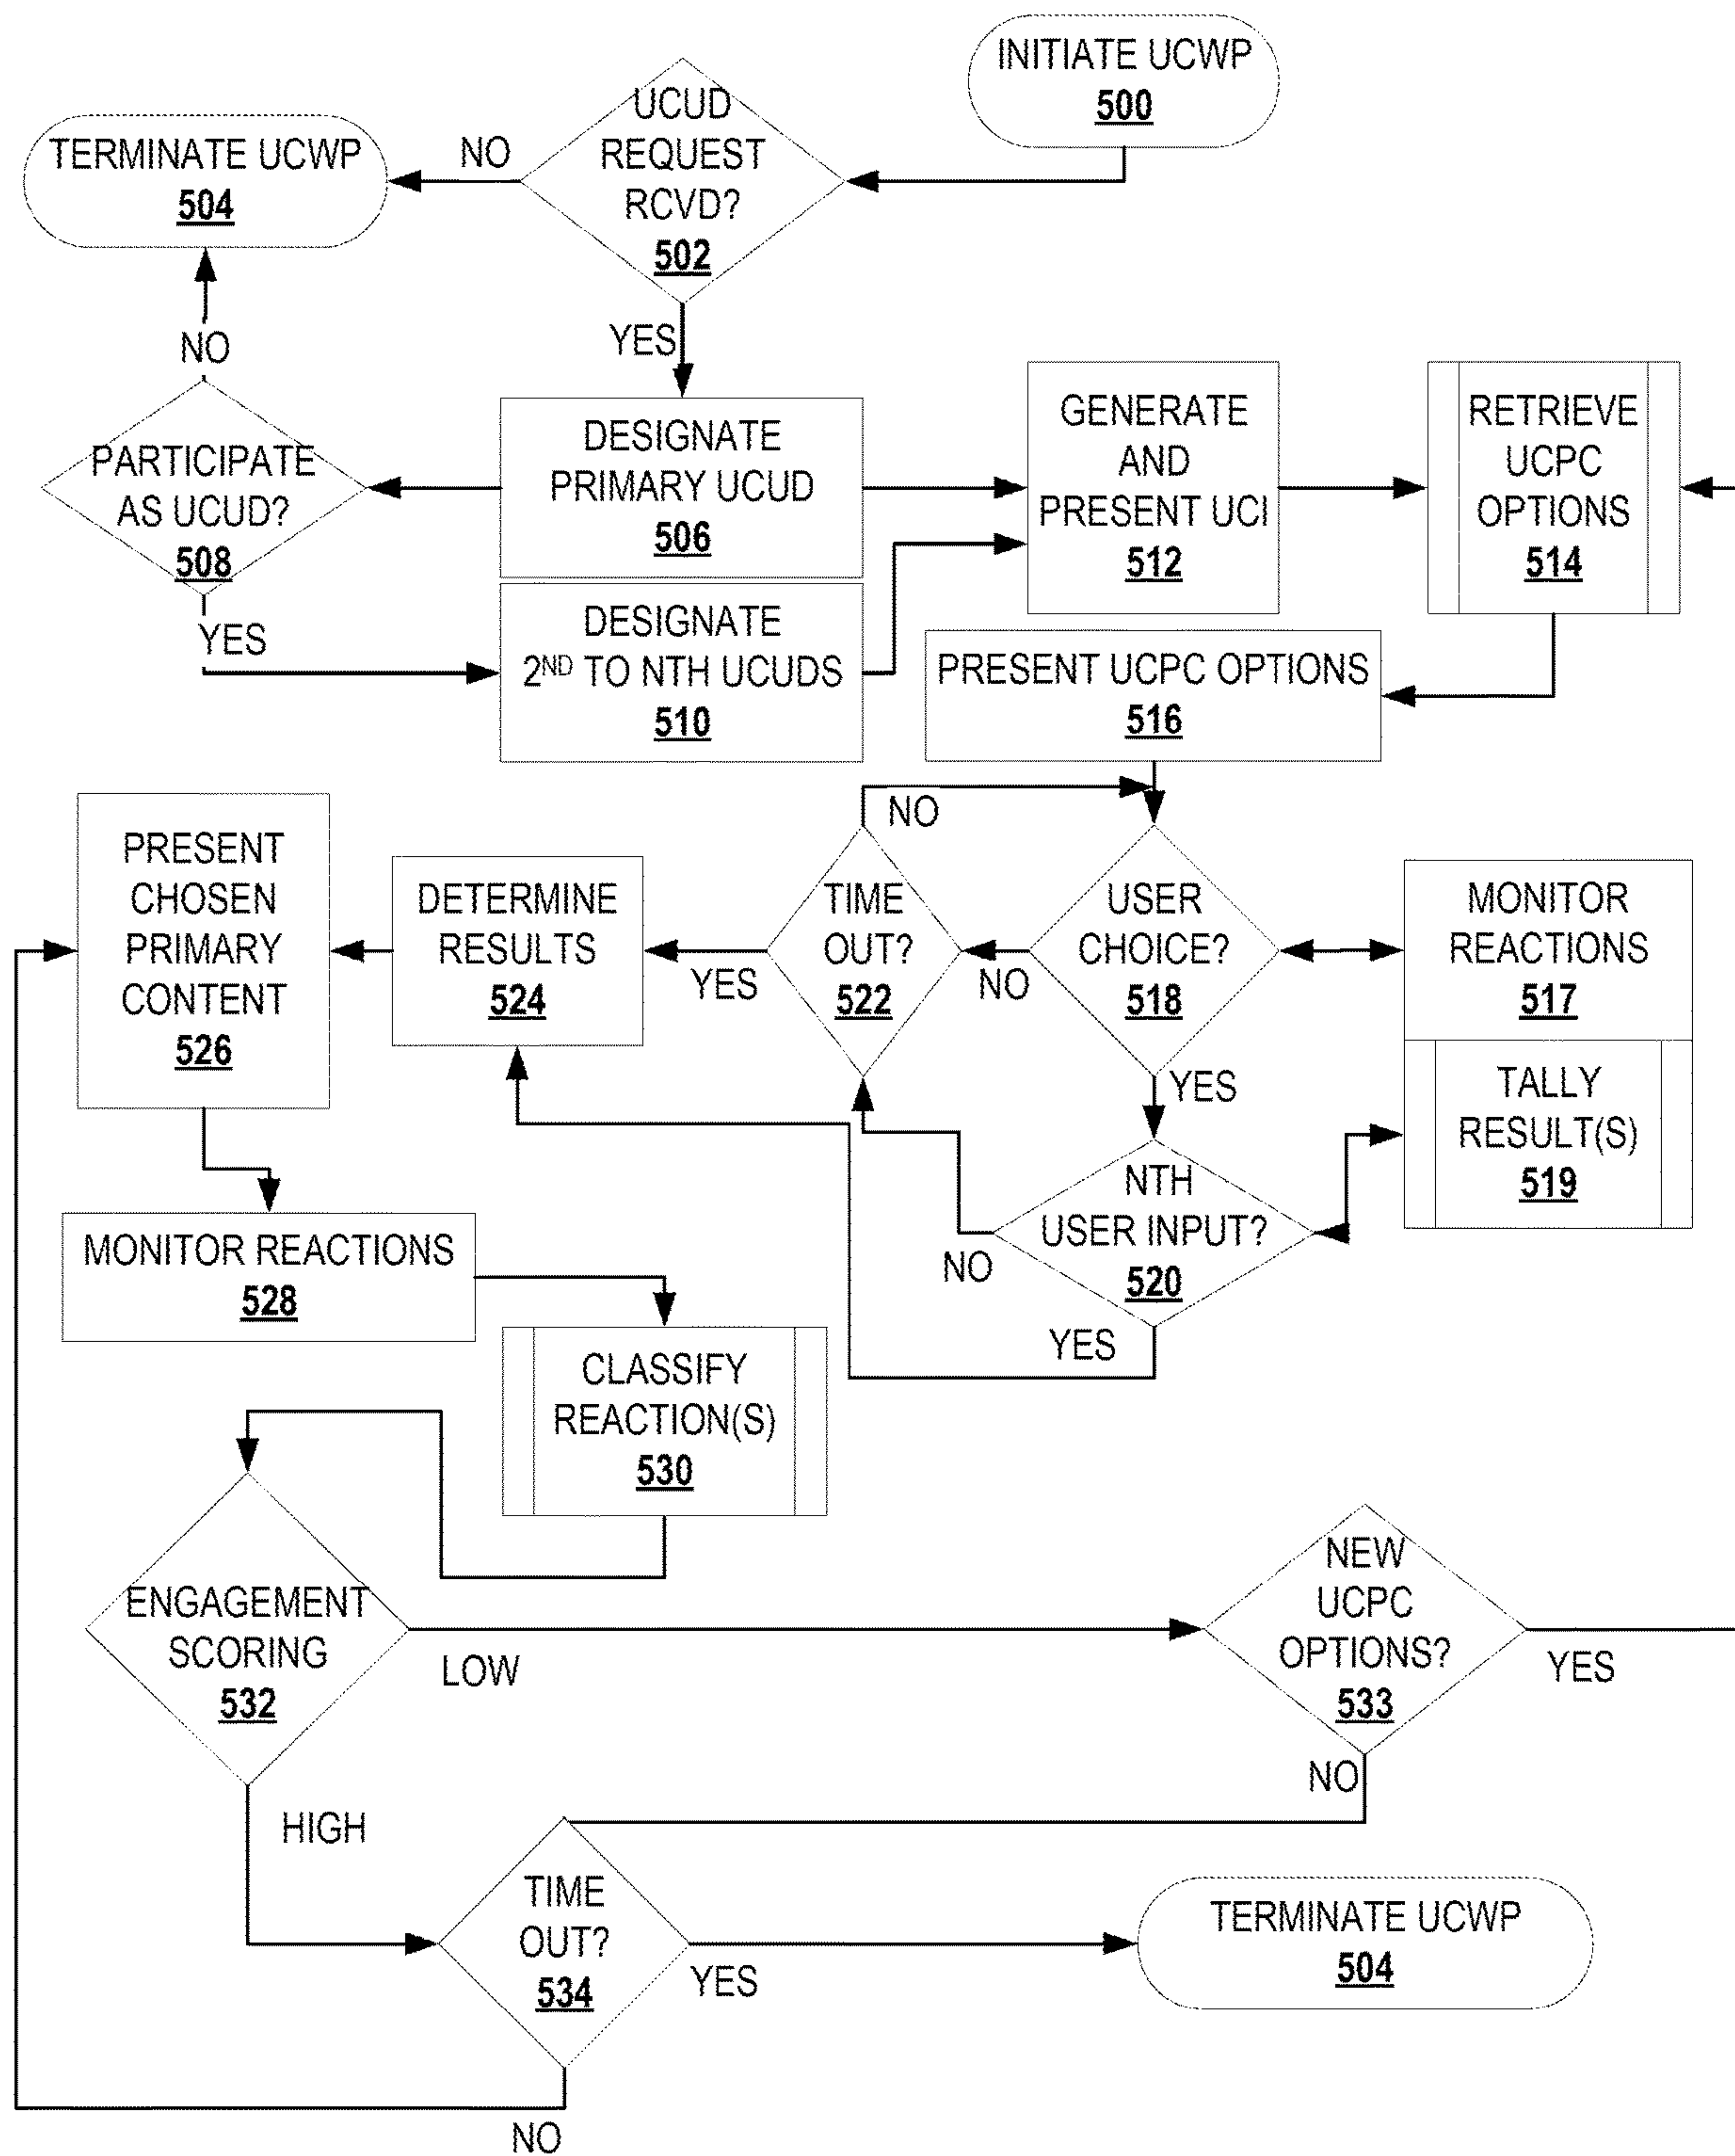 INITIATE UCWP
500
UCUD
REQUEST
RCVD?
502
NO
TERMINATE UCWP
504
YES
NO
PARTICIPATE
AS UCUD?
508
YES
DESIGNATE
PRIMARY UCUD
506
DESIGNATE
2ND TO NTH UCUDS
510
GENERATE
AND
PRESENT UCI
512
RETRIEVE
UCPC
OPTIONS
514
PRESENT UCPC OPTIONS
516
USER
CHOICE?
518
NO
YES
MONITOR
REACTIONS
517
TALLY
RESULT(S)
519
NTH
USER INPUT?
520
NO
YES
TIME
OUT?
522
NO
YES
DETERMINE
RESULTS
524
PRESENT
CHOSEN
PRIMARY
CONTENT
526
MONITOR REACTIONS
528
CLASSIFY
REACTION(S)
530
ENGAGEMENT
SCORING
532
LOW
HIGH
NEW
UCPC
OPTIONS?
533
YES
NO
TIME
OUT?
534
YES
NO
TERMINATE UCWP
504